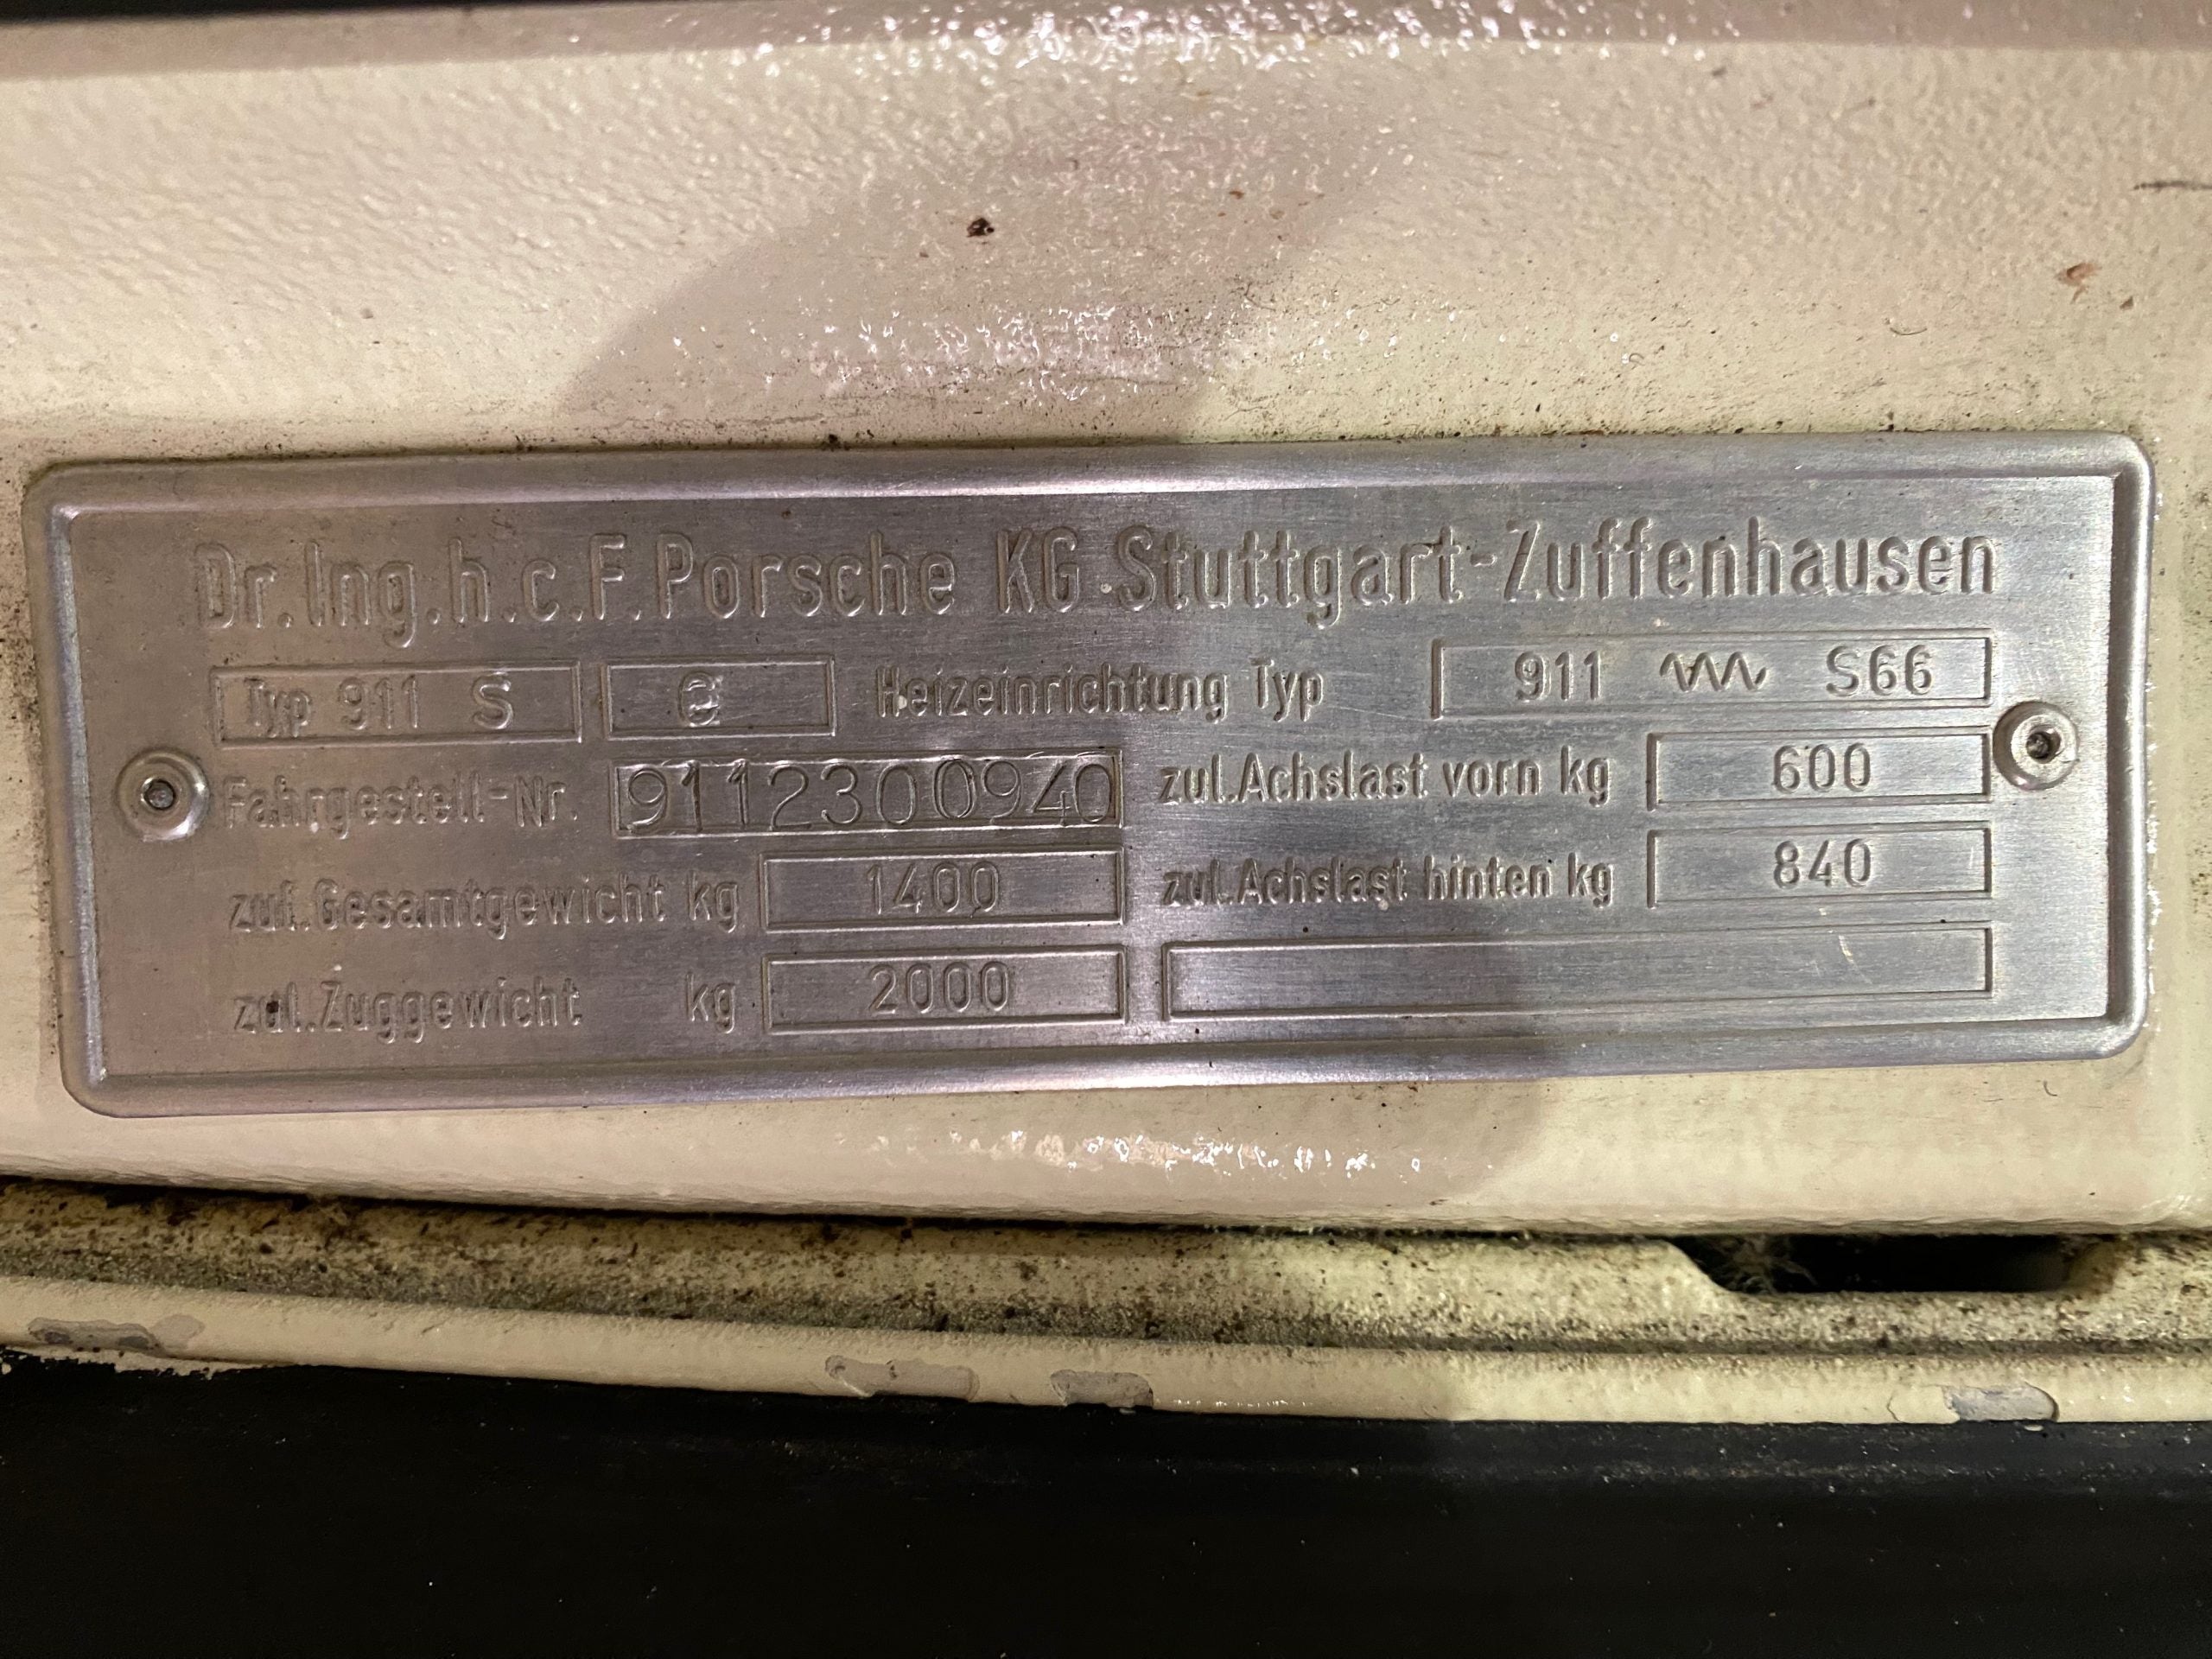 Dr.Ing.h.c.F.Porsche KG Stuttgart-Zuffenhausen
Typ 911 S Heizeinrichtung Typ 911 S66
Fahrgestell-Nr. 9112300940 zul.Achslast vorn kg 600
zul.Gesamtgewicht kg 1400 zul.Achslast hinten kg 840
zul.Zuggewicht kg 2000